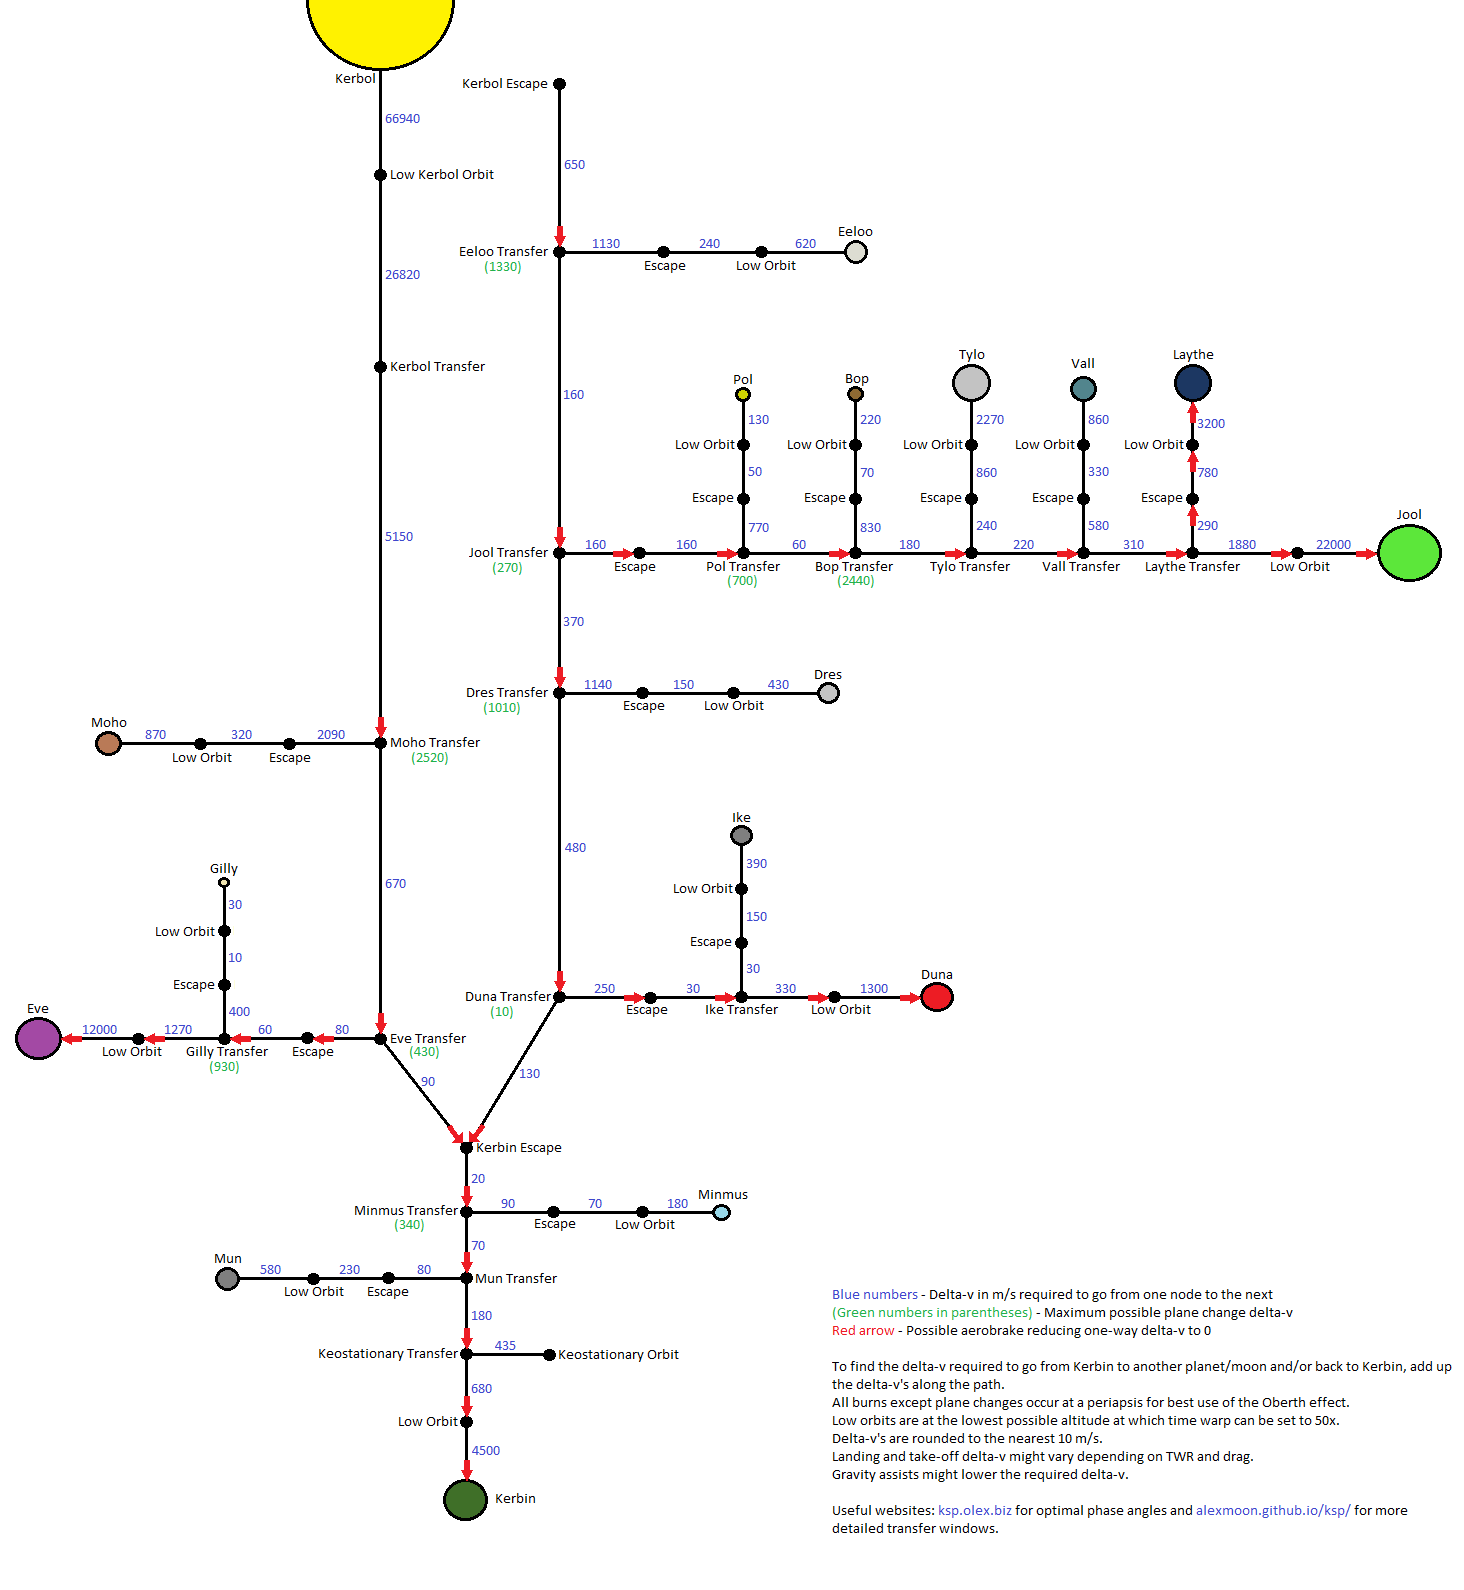 Kerbol
Kerbol Escape
66940
650
Low Kerbol Orbit
Eeloo
1130
240
620
Eeloo Transfer
(1330)
Escape
Low Orbit
26820
Kerbol Transfer
160
Pol
Bop
Tylo
Vall
Laythe
130
220
2270
860
3200
Low Orbit
Low Orbit
Low Orbit
Low Orbit
Low Orbit
50
70
860
330
780
Escape
Escape
Escape
Escape
Escape
770
830
240
580
290
Jool
5150
160
160
60
180
220
310
1880
22000
Jool Transfer
(270)
Escape
Pol Transfer
(700)
Bop Transfer
(2440)
Tylo Transfer
Vall Transfer
Laythe Transfer
Low Orbit
370
Dres
1140
150
430
Dres Transfer
(1010)
Escape
Low Orbit
Moho
870
320
2090
Low Orbit
Escape
Moho Transfer
(2520)
480
Ike
390
Low Orbit
150
Escape
30
670
Gilly
30
Low Orbit
10
Escape
400
Duna
250
30
330
1300
Duna Transfer
(10)
Escape
Ike Transfer
Low Orbit
Eve
12000
1270
60
80
Low Orbit
Gilly Transfer
(930)
Escape
Eve Transfer
(430)
90
130
Kerbin Escape
20
Minmus
90
70
180
Minmus Transfer
(340)
Escape
Low Orbit
70
Mun
580
230
80
Low Orbit
Escape
Mun Transfer
180
435
Keostationary Transfer
Keostationary Orbit
680
Low Orbit
4500
Kerbin
Blue numbers - Delta-v in m/s required to go from one node to the next
(Green numbers in parentheses) - Maximum possible plane change delta-v
Red arrow - Possible aerobrake reducing one-way delta-v to 0
To find the delta-v required to go from Kerbin to another planet/moon and/or back to Kerbin, add up
the delta-v's along the path.
All burns except plane changes occur at a periapsis for best use of the Oberth effect.
Low orbits are at the lowest possible altitude at which time warp can be set to 50x.
Delta-v's are rounded to the nearest 10 m/s.
Landing and take-off delta-v might vary depending on TWR and drag.
Gravity assists might lower the required delta-v.
Useful websites: ksp.olex.biz for optimal phase angles and alexmoon.github.io/ksp/ for more
detailed transfer windows.